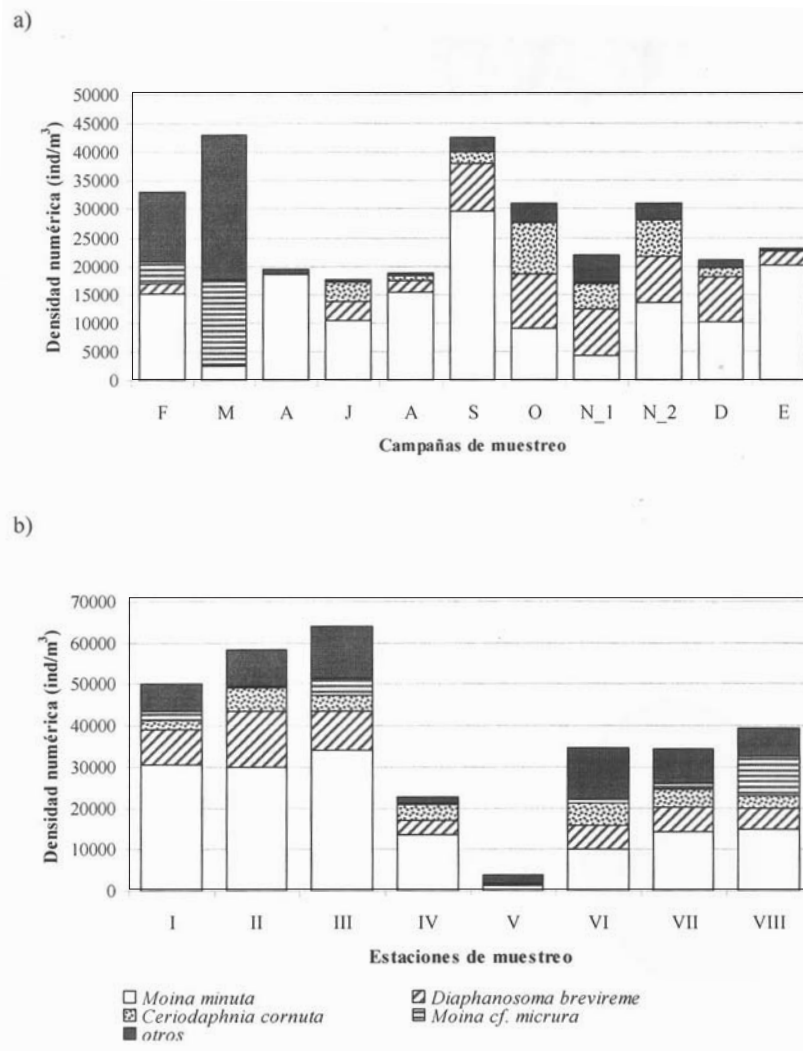 a)
Densidad numérica (ind/m³)
50000
45000
40000
35000
30000
25000
20000
15000
10000
5000
0
F M A J A S O N_1 N_2 D E
Campañas de muestreo
b)
Densidad numérica (ind/m³)
70000
60000
50000
40000
30000
20000
10000
0
I II III IV V VI VII VIII
Estaciones de muestreo
Moina minuta
Diaphanosoma brevireme
Ceriodaphnia cornuta
Moina cf. micrura
otros